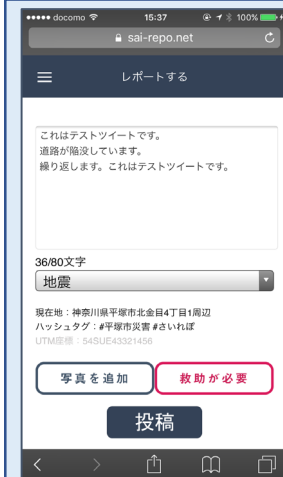 docomo 15:37 100%
sai-repo.net
レポートする
これはテストツイートです。
道路が陥没しています。
繰り返します。これはテストツイートです。
36/80文字
地震
現在地：神奈川県平塚市北金目4丁目1周辺
ハッシュタグ：#平塚市災害 #さいれぽ
UTM座標：54SUE43321456
写真を追加 救助が必要
投稿